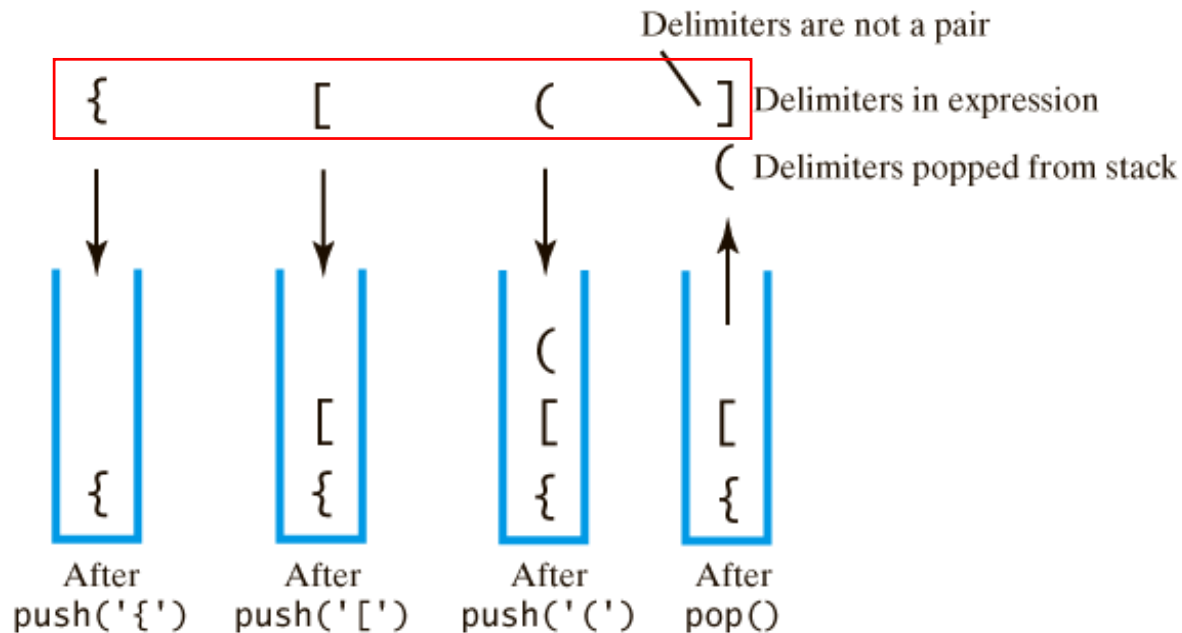 Delimiters are not a pair
{ [ ( ] Delimiters in expression
( Delimiters popped from stack
(
[ [ [
{ { { {
After After After After
push('{') push('[') push('(') pop()